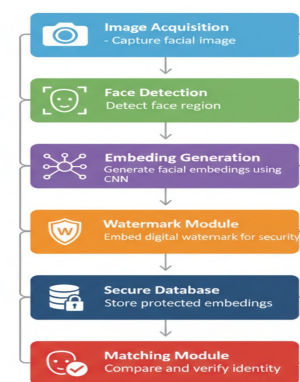 Image Acquisition
- Capture facial image
Face Detection
Detect face region
Embeding Generation
Generate facial embeddings using
CNN
Watermark Module
Embed digital watermark for security
W
Secure Database
Store protected embedings
Matching Module
Compare and verify identity